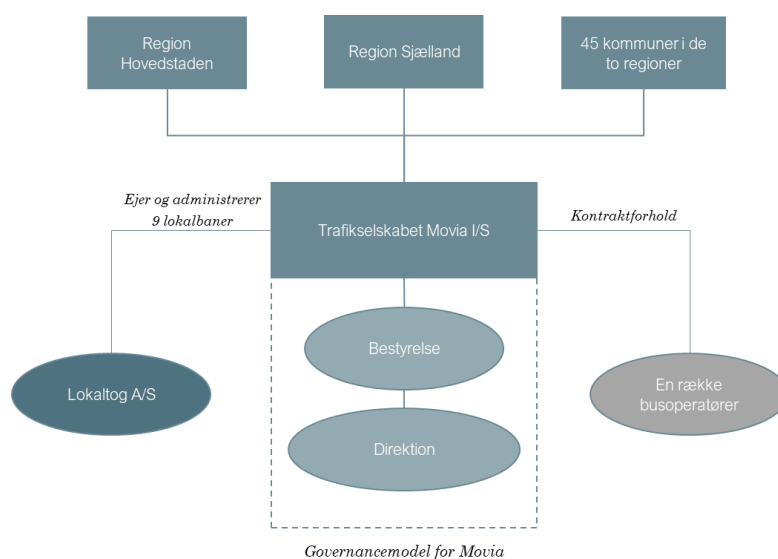 Region
Hovedstaden
Region Sjælland
45 kommuner i de
to regioner
Ejer og administrerer
9 lokalbaner
Trafikselskabet Movia I/S
Kontraktforhold
Bestyrelse
Lokaltog A/S
En række
busoperatører
Direktion
Governancemodel for Movia